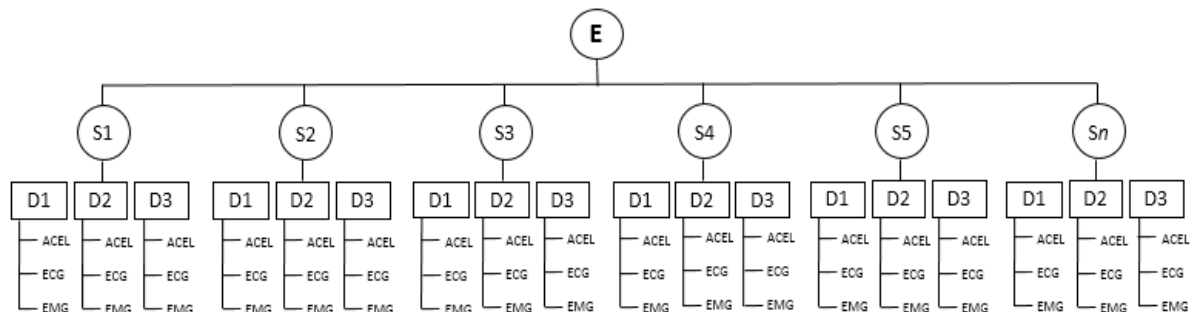 E
S1 S2 S3 S4 S5 Sn
D1 D2 D3 D1 D2 D3 D1 D2 D3 D1 D2 D3 D1 D2 D3 D1 D2 D3
ACEL ACEL ACEL ACEL ACEL ACEL ACEL ACEL ACEL ACEL ACEL ACEL ACEL ACEL ACEL ACEL ACEL ACEL
ECG ECG ECG ECG ECG ECG ECG ECG ECG ECG ECG ECG ECG ECG ECG ECG ECG ECG
EMG EMG EMG EMG EMG EMG EMG EMG EMG EMG EMG EMG EMG EMG EMG EMG EMG EMG